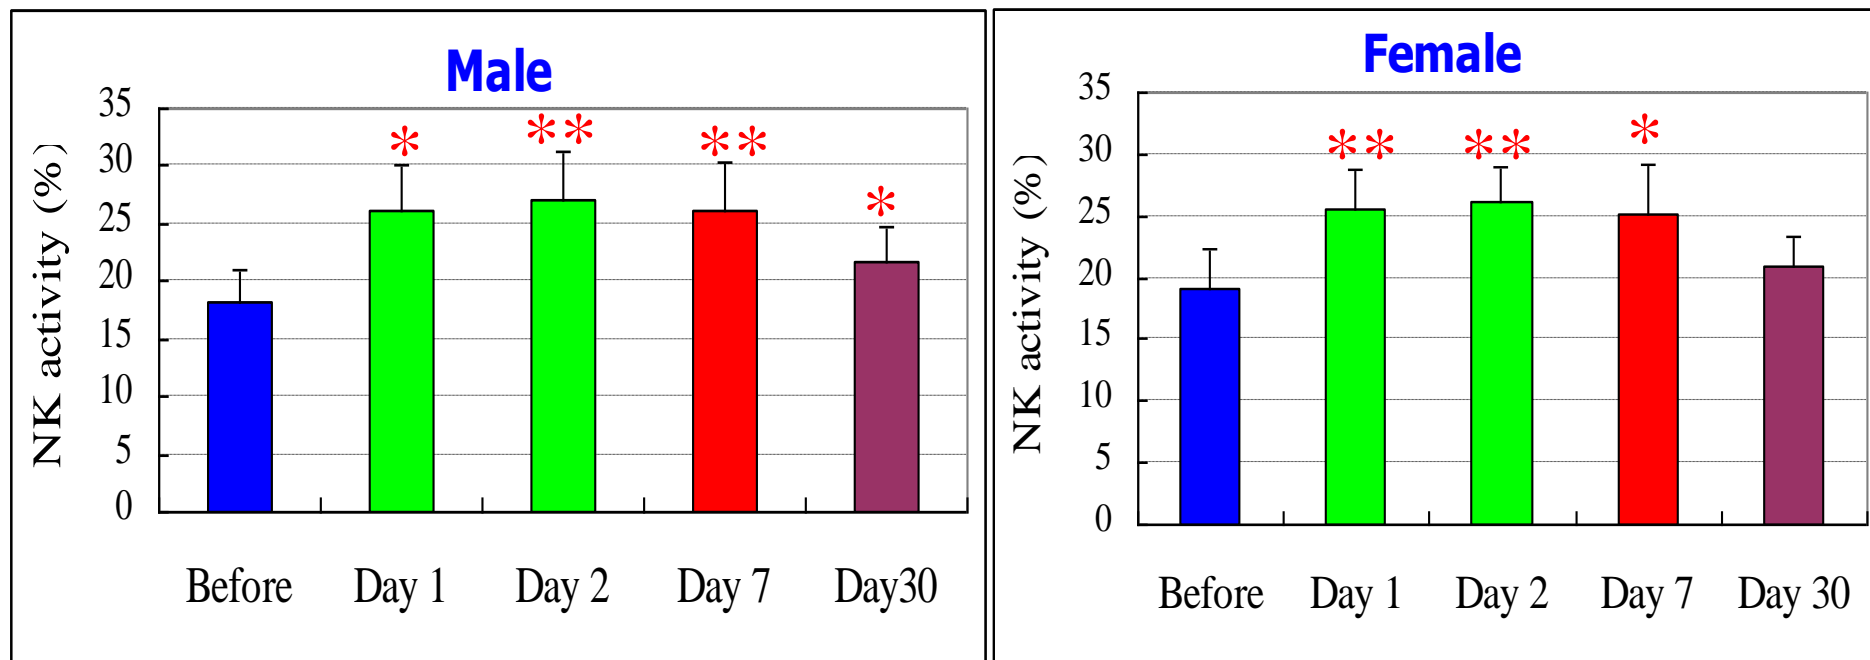 Male
NK activity (%)
35
30
25
20
15
10
5
0
* ** ** *
Before Day 1 Day 2 Day 7 Day30
Female
NK activity (%)
35
30
25
20
15
10
5
0
** ** *
Before Day 1 Day 2 Day 7 Day 30